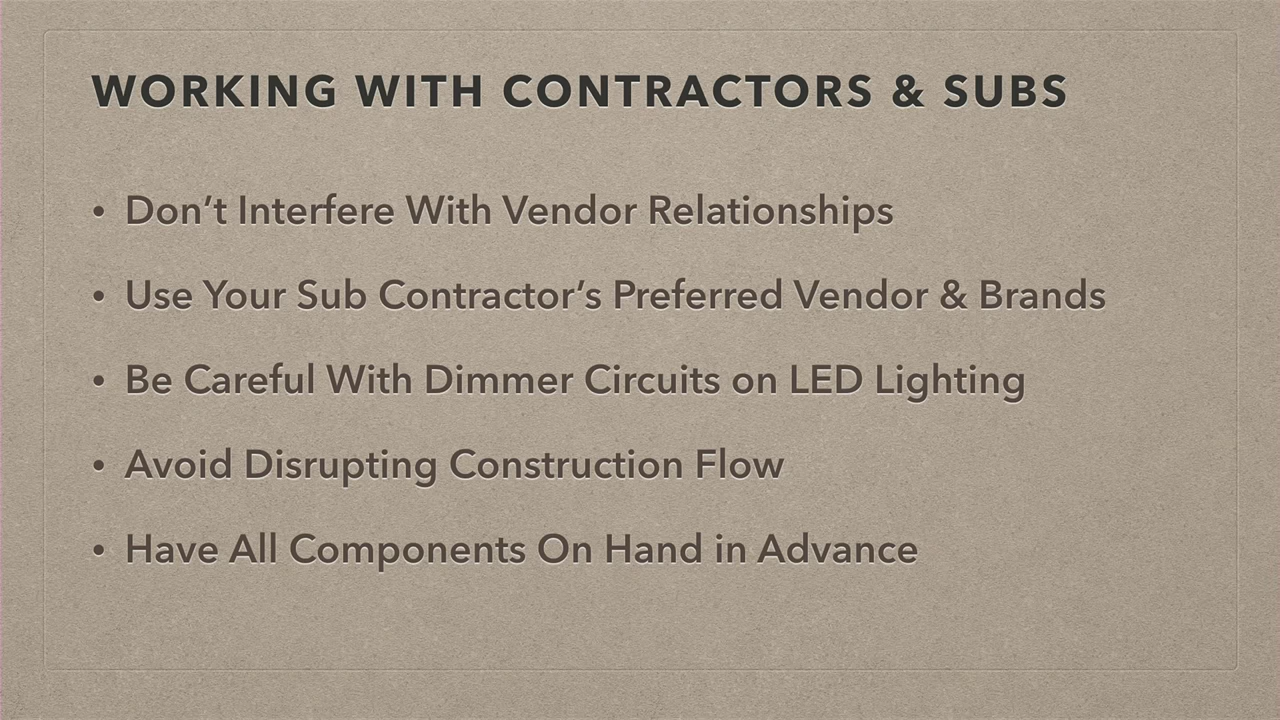 WORKING WITH CONTRACTORS & SUBS
• Don’t Interfere With Vendor Relationships
• Use Your Sub Contractor’s Preferred Vendor & Brands
• Be Careful With Dimmer Circuits on LED Lighting
• Avoid Disrupting Construction Flow
• Have All Components On Hand in Advance